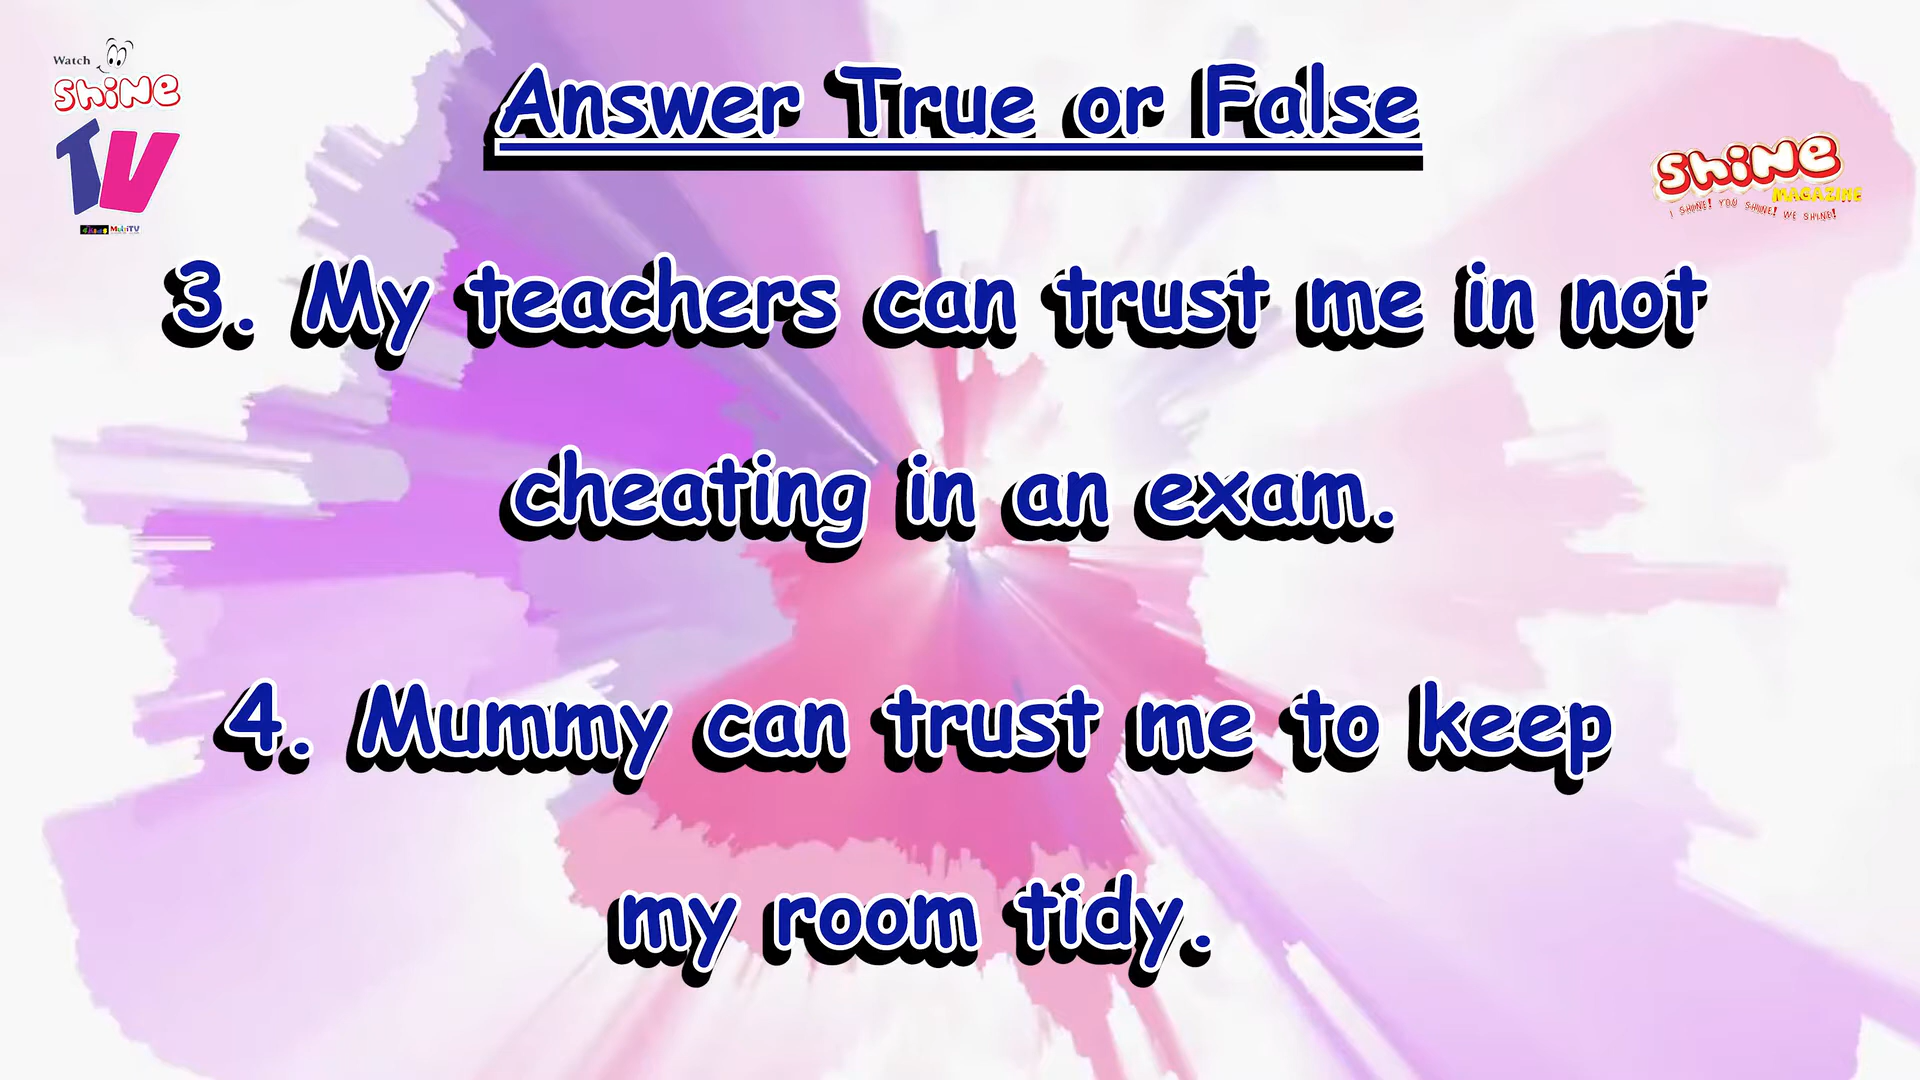 Watch
ShiNe
TV
Answer True or False
ShiNe
MAGAZINE
I SHINE! YOU SHINE! WE SHINE!
3. My teachers can trust me in not
cheating in an exam.
4. Mummy can trust me to keep
my room tidy.